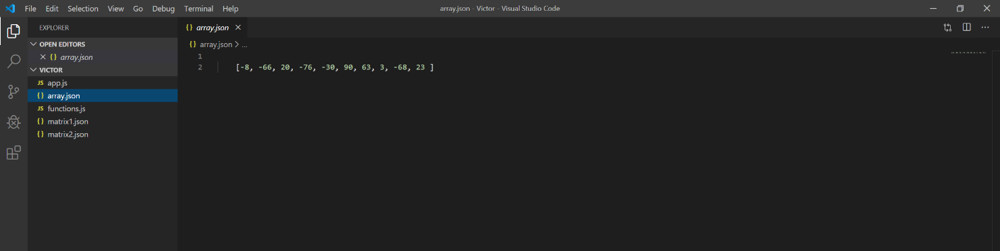 File Edit Selection View Go Debug Terminal Help
array.json - Victor - Visual Studio Code
EXPLORER
OPEN EDITORS
{} array.json
VICTOR
JS app.js
{} array.json
JS functions.js
{} matrix1.json
{} matrix2.json
{} array.json
{} array.json > ...
1
2 [-8, -66, 20, -76, -30, 90, 63, 3, -68, 23 ]